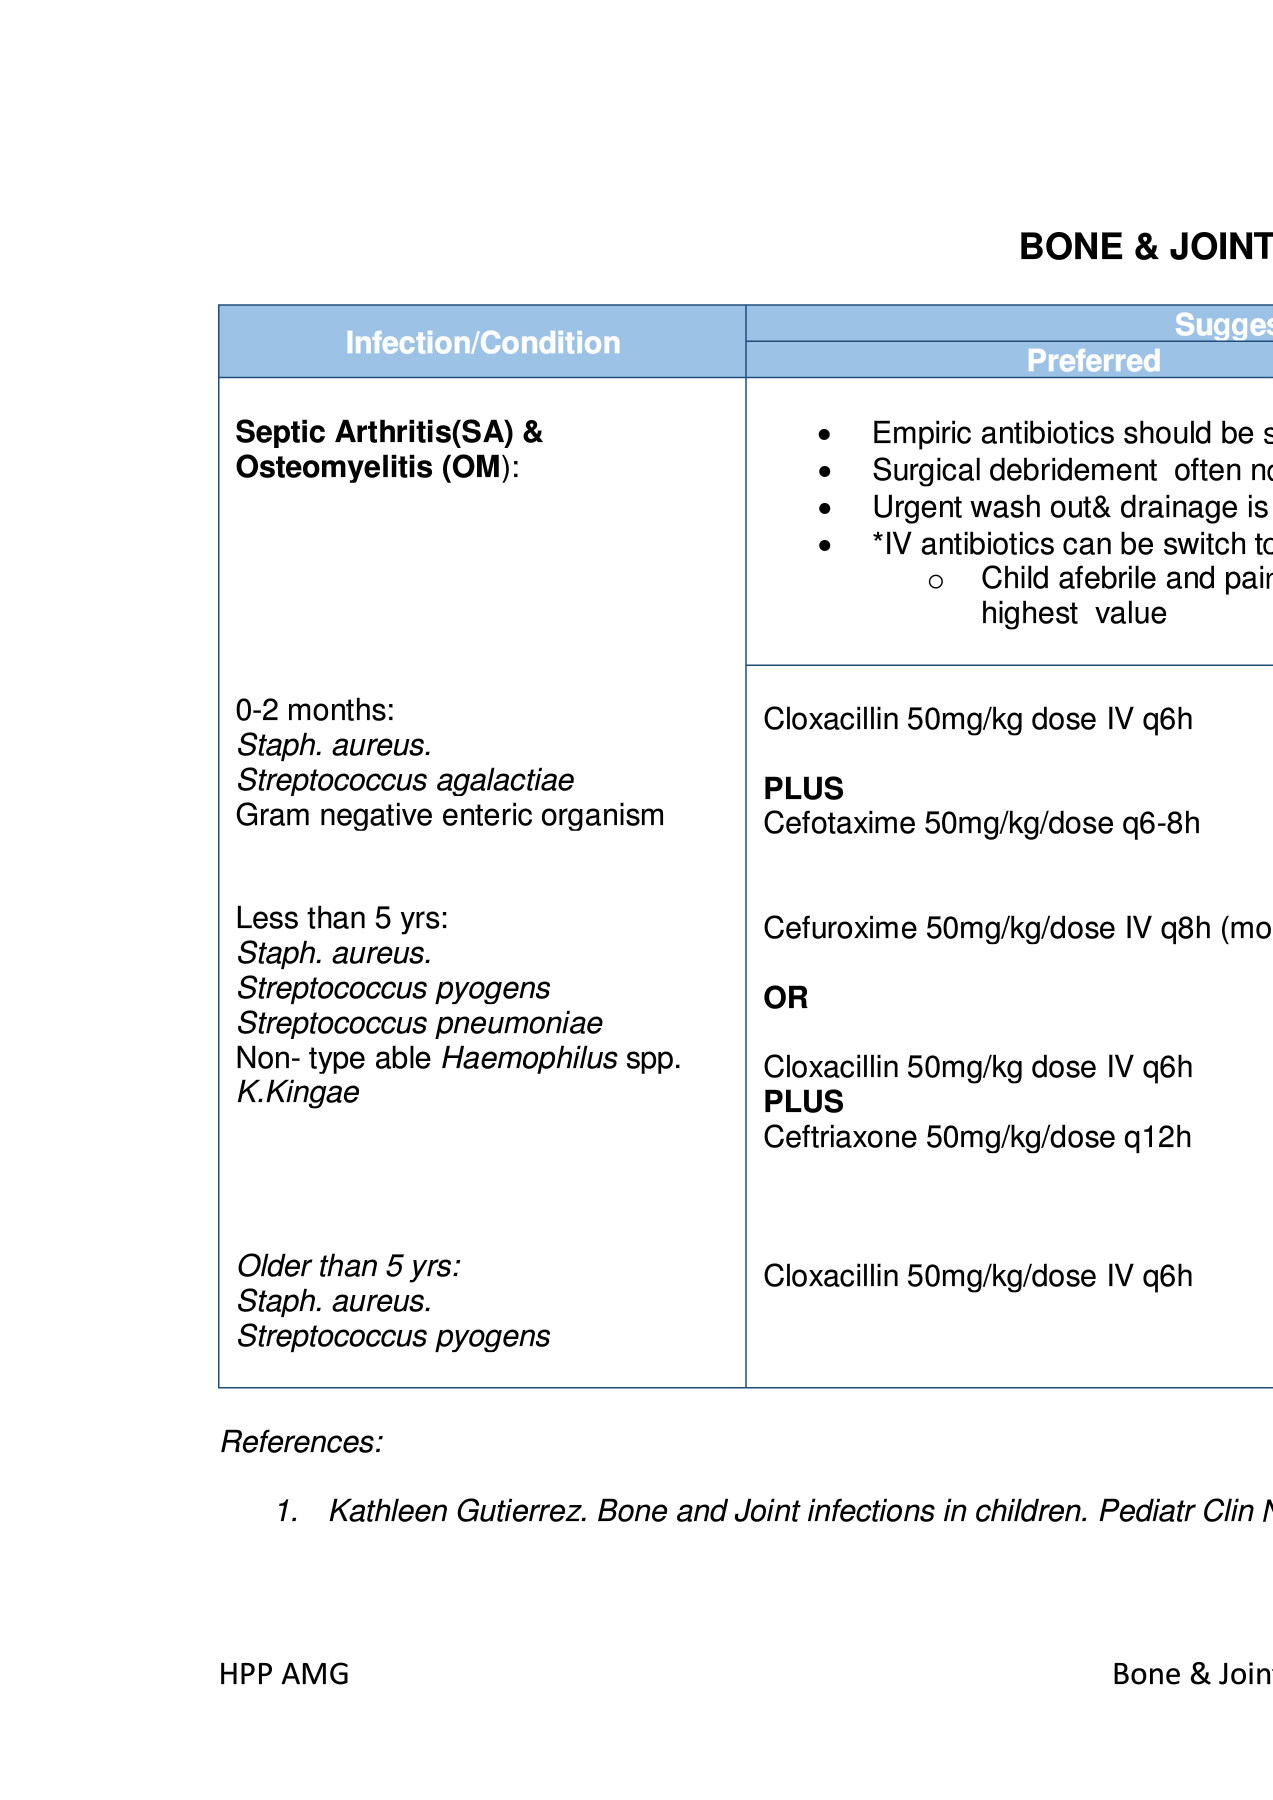 BONE & JOINT
Infection/Condition
Preferred
Septic Arthritis(SA) &
Osteomyelitis (OM):
Empiric antibiotics should be
Surgical debridement  often
Urgent wash out& drainage is
*IV antibiotics can be switch to
Child afebrile and
highest  value
0-2 months:
Staph. aureus.
Streptococcus agalactiae
Gram negative enteric organism
Cloxacillin 50mg/kg dose IV q6h
PLUS
Cefotaxime 50mg/kg/dose q6-8h
Less than 5 yrs:
Staph. aureus.
Streptococcus pyogens
Streptococcus pneumoniae
Non- type able Haemophilus spp.
K.Kingae
Cefuroxime 50mg/kg/dose IV q8h
OR
Cloxacillin 50mg/kg dose IV q6h
PLUS
Ceftriaxone 50mg/kg/dose q12h
Older than 5 yrs:
Staph. aureus.
Streptococcus pyogens
Cloxacillin 50mg/kg/dose IV q6h
References:
1. Kathleen Gutierrez. Bone and Joint infections in children. Pediatr Clin
HPP AMG
Bone & Joint